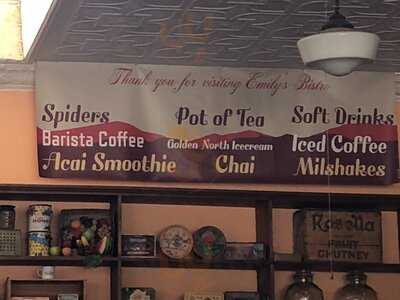 Thank you for visiting Emily's Bistro
Spiders
Barista Coffee
Acai Smoothie
Pot of Tea
Golden North Icecream
Chai
Soft Drinks
Iced Coffee
Milshakes
Rosella
FRUIT
CHUTNEY